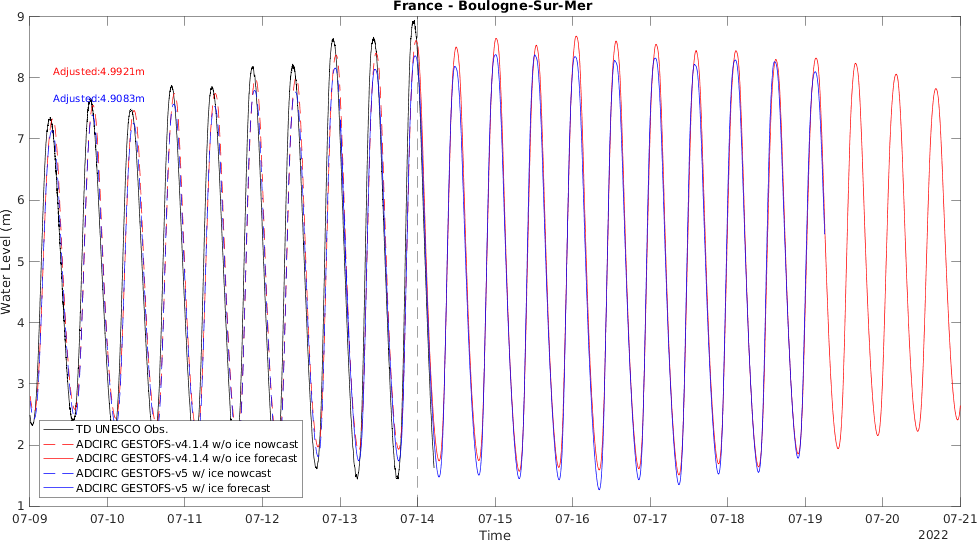 France - Boulogne-Sur-Mer
9
8
7
6
5
4
3
2
1
Water Level (m)
Adjusted:4.9921m
Adjusted:4.9083m
TD UNESCO Obs.
ADCIRC GESTOFS-v4.1.4 w/o ice nowcast
ADCIRC GESTOFS-v4.1.4 w/o ice forecast
ADCIRC GESTOFS-v5 w/ ice nowcast
ADCIRC GESTOFS-v5 w/ ice forecast
07-09 07-10 07-11 07-12 07-13 07-14 07-15 07-16 07-17 07-18 07-19 07-20 07-21
Time
2022